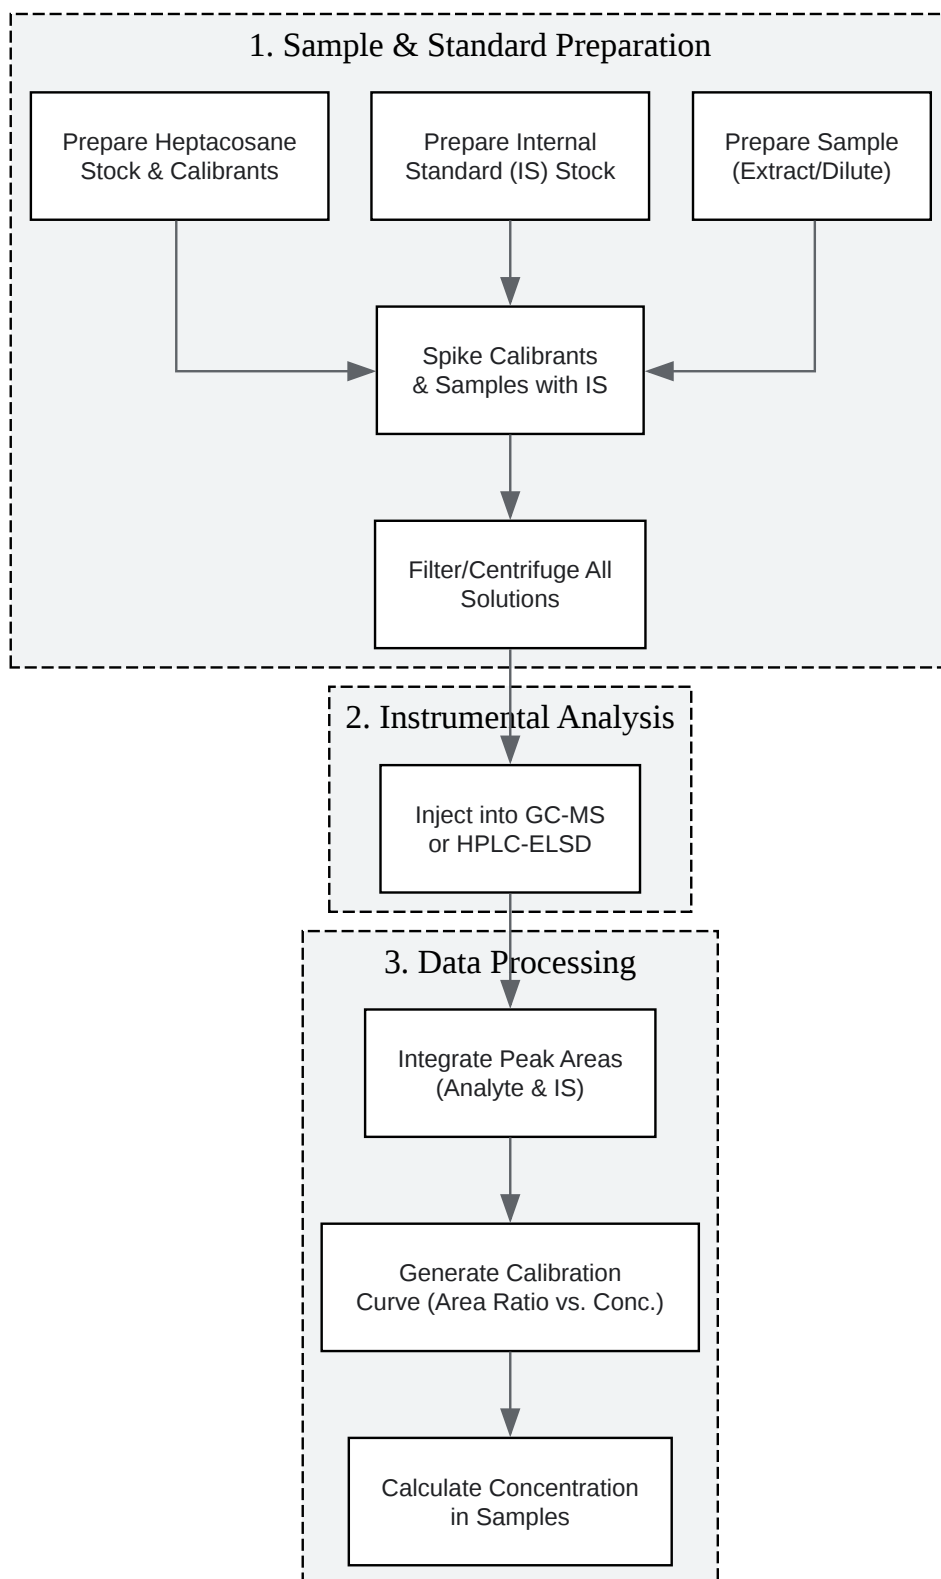 1. Sample & Standard Preparation
Prepare Heptacosane
Stock & Calibrants
Prepare Internal
Standard (IS) Stock
Prepare Sample
(Extract/Dilute)
Spike Calibrants
& Samples with IS
Filter/Centrifuge All
Solutions
2. Instrumental Analysis
Inject into GC-MS
or HPLC-ELSD
3. Data Processing
Integrate Peak Areas
(Analyte & IS)
Generate Calibration
Curve (Area Ratio vs. Conc.)
Calculate Concentration
in Samples